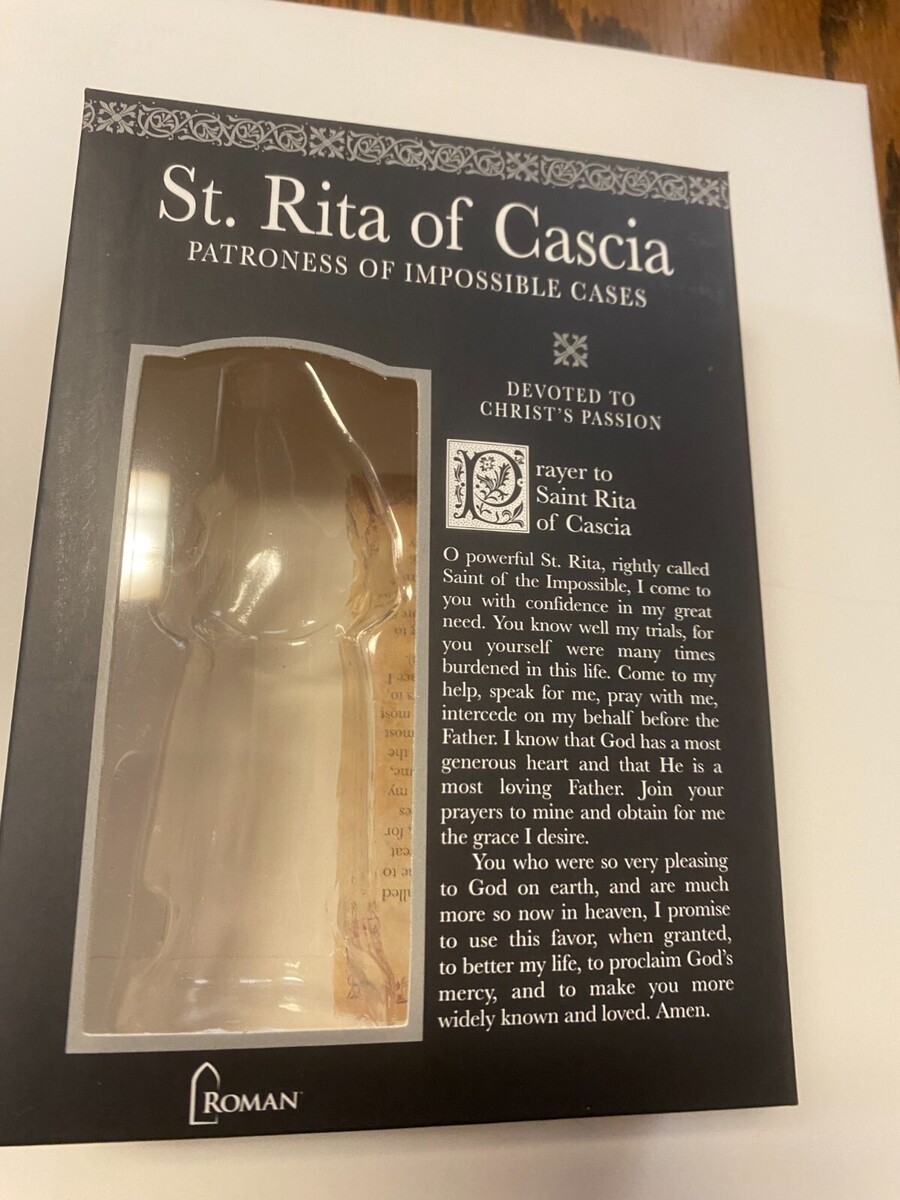 St. Rita of Cascia
PATRONESS OF IMPOSSIBLE CASES
DEVOTED TO
CHRIST'S PASSION
Prayer to
Saint Rita
of Cascia
O powerful St. Rita, rightly called
Saint of the Impossible, I come to
you with confidence in my great
need. You know well my trials, for
you yourself were many times
burdened in this life. Come to my
help, speak for me, pray with me,
intercede on my behalf before the
Father. I know that God has a most
generous heart and that He is a
most loving Father. Join your
prayers to mine and obtain for me
the grace I desire.
You who were so very pleasing
to God on earth, and are much
more so now in heaven, I promise
to use this favor, when granted,
to better my life, to proclaim God's
mercy, and to make you more
widely known and loved. Amen.
ROMAN